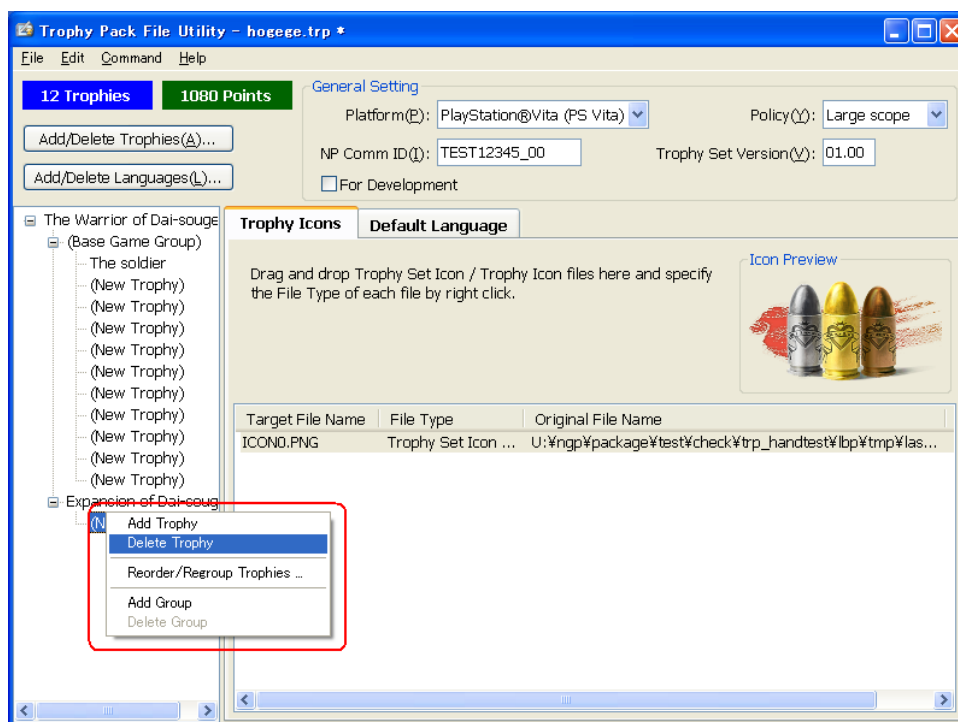 Trophy Pack File Utility - hogege.trp *
File Edit Command Help
12 Trophies 1080 Points
Add/Delete Trophies(A)...
Add/Delete Languages(L)...
General Setting
Platform(P): PlayStation®Vita (PS Vita) Policy(Y): Large scope
NP Comm ID(I): TEST12345_00 Trophy Set Version(V): 01.00
For Development
The Warrior of Dai-souge
(Base Game Group)
The soldier
(New Trophy)
(New Trophy)
(New Trophy)
(New Trophy)
(New Trophy)
(New Trophy)
(New Trophy)
(New Trophy)
(New Trophy)
(New Trophy)
Expansion of Dai-soug
(N
Add Trophy
Delete Trophy
Reorder/Regroup Trophies ...
Add Group
Delete Group
Trophy Icons Default Language
Drag and drop Trophy Set Icon / Trophy Icon files here and specify
the File Type of each file by right click.
Icon Preview
Target File Name File Type Original File Name
ICON0.PNG Trophy Set Icon ... U:¥ngp¥package¥test¥check¥trp_handtest¥lbp¥tmp¥las...